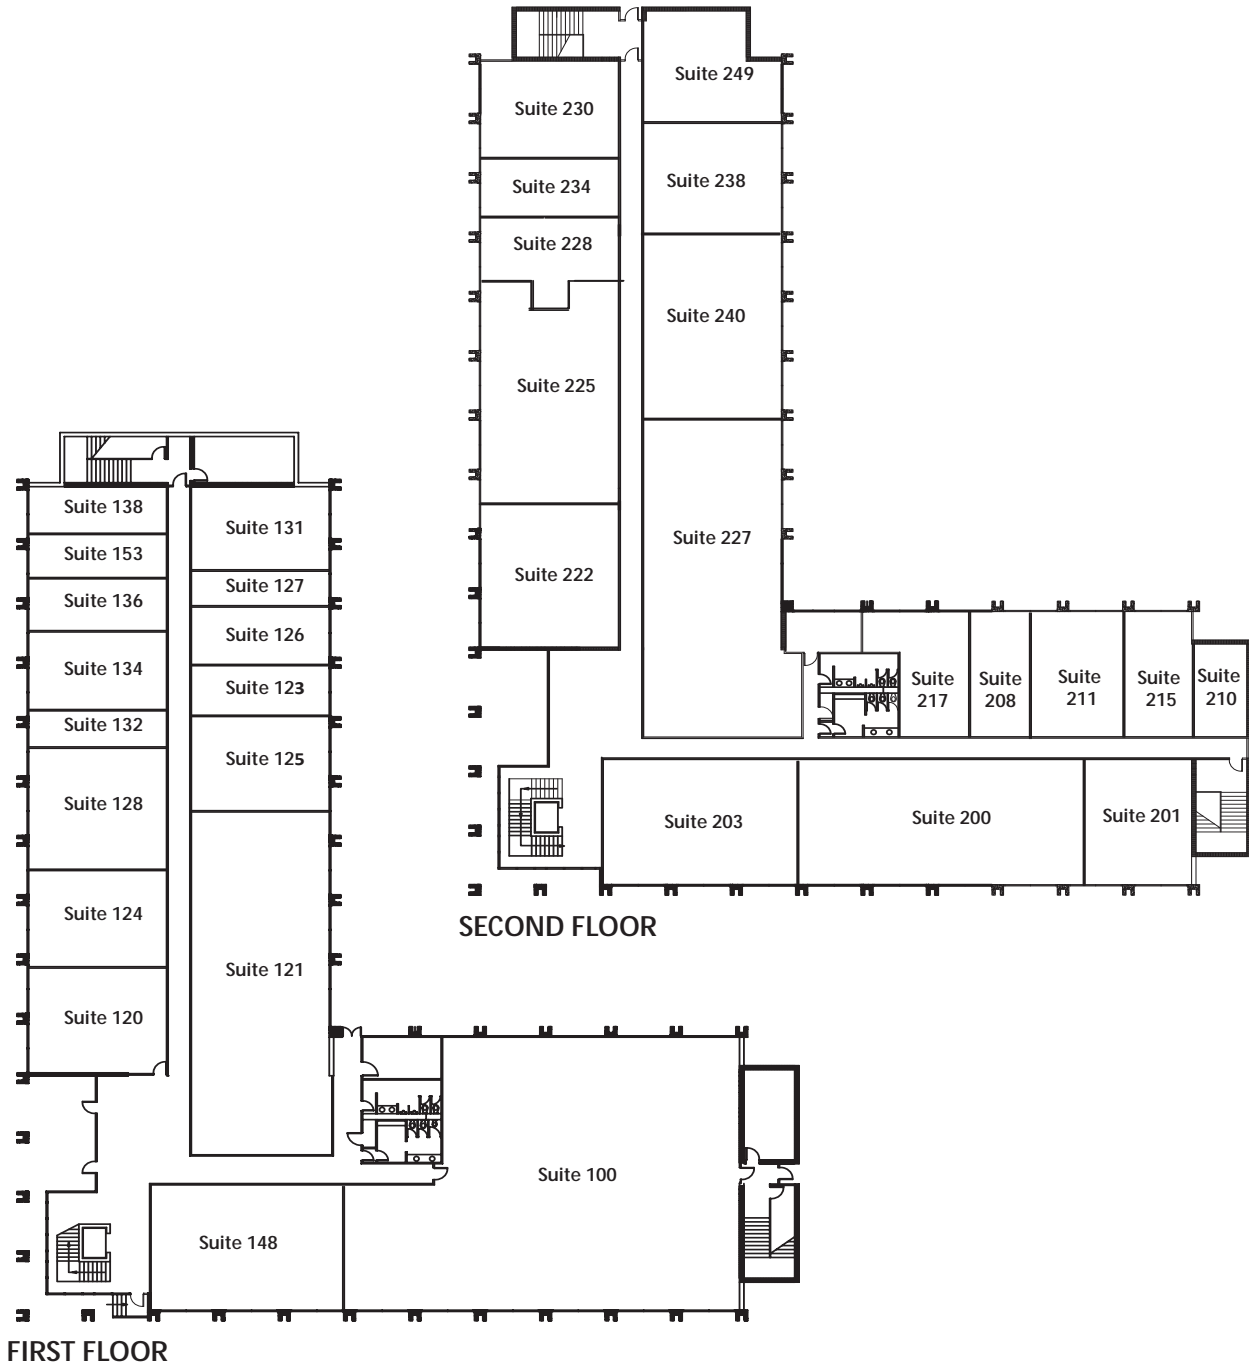 Suite 249
Suite 230
Suite 238
Suite 234
Suite 228
Suite 240
Suite 225
Suite 227
Suite 222
Suite
217
Suite
208
Suite
211
Suite
215
Suite
210
Suite 203
Suite 200
Suite 201
SECOND FLOOR
Suite 138
Suite 131
Suite 153
Suite 127
Suite 136
Suite 126
Suite 134
Suite 123
Suite 132
Suite 125
Suite 128
Suite 124
Suite 121
Suite 120
Suite 100
Suite 148
FIRST FLOOR